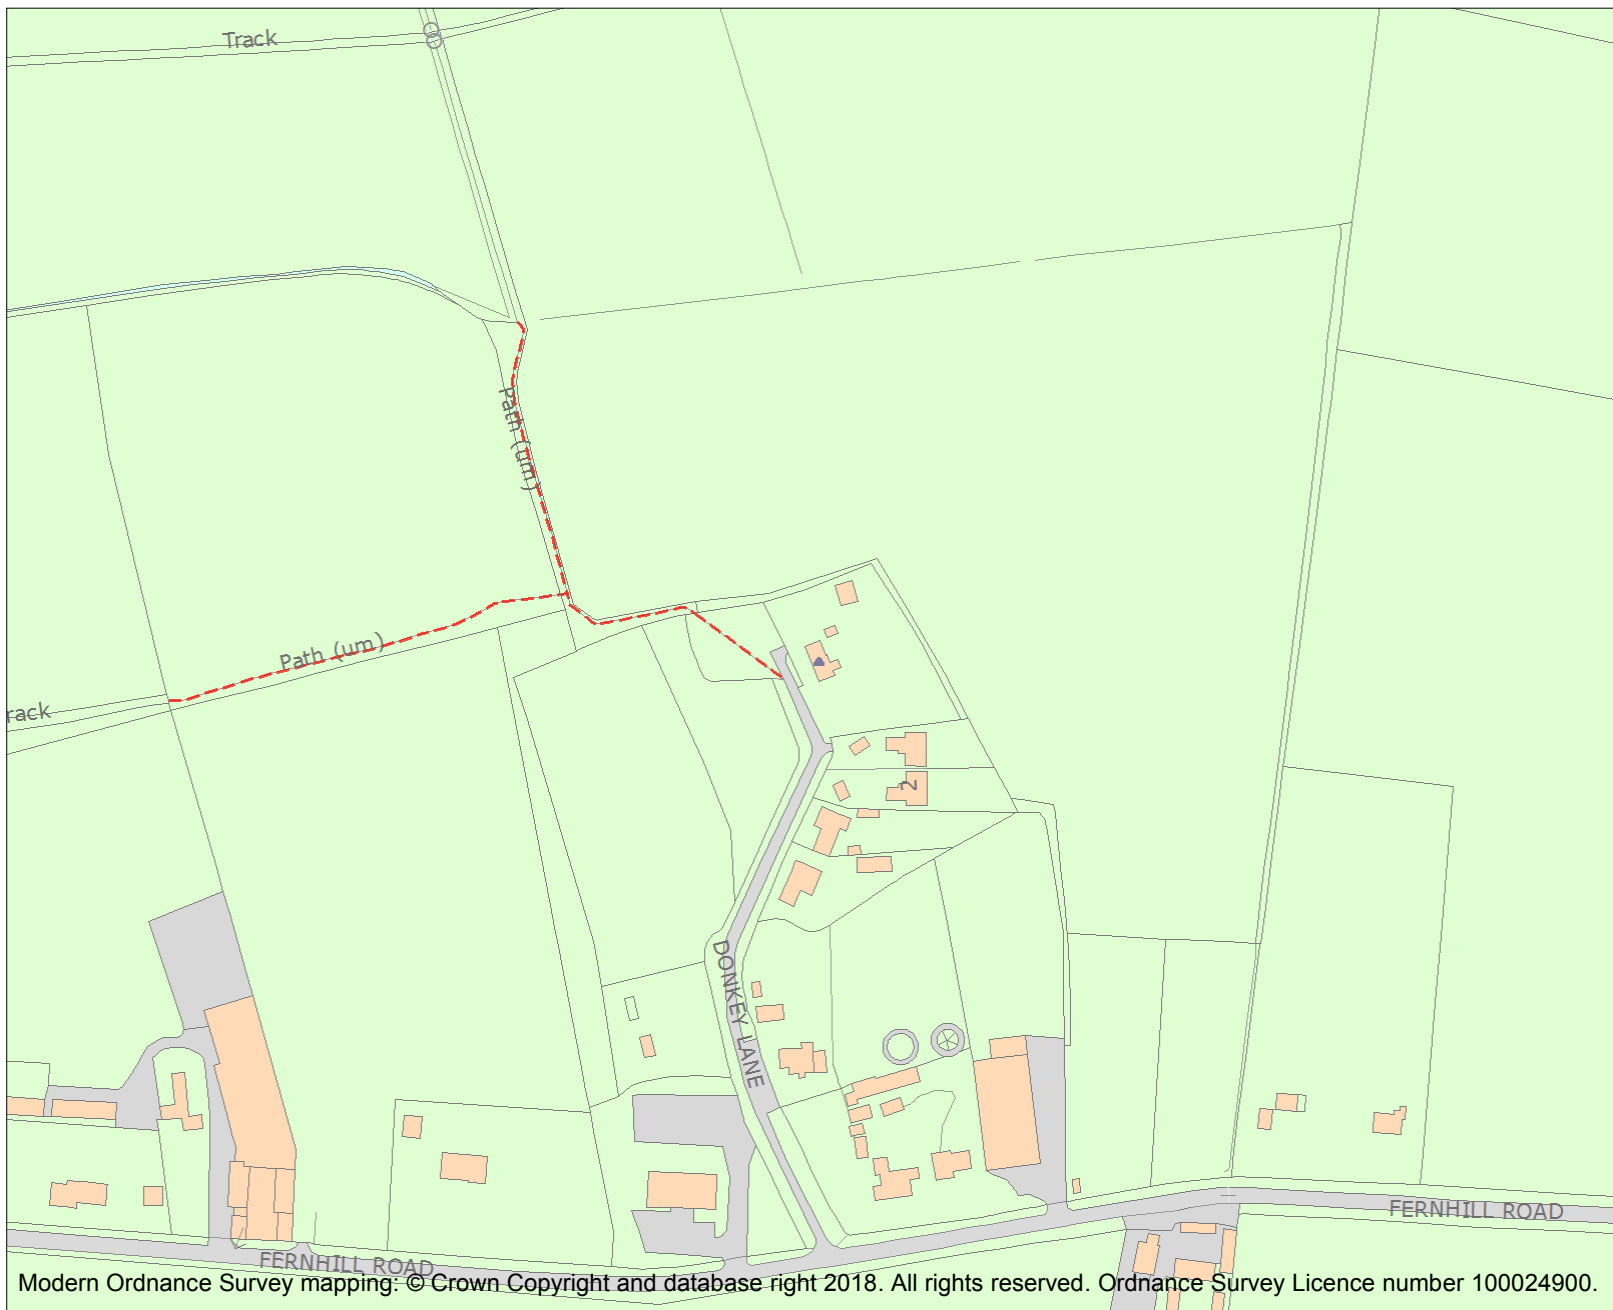 Track
Path (um)
Path (um)
rack
2
DONKEY LANE
FERNHILL ROAD
FERNHILL ROAD
Modern Ordnance Survey mapping: © Crown Copyright and database right 2018. All rights reserved. Ordnance Survey Licence number 100024900.